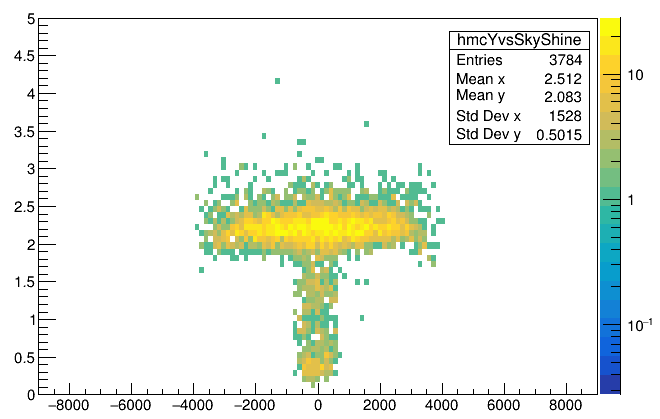 hmcYvsSkyShine
Entries 3784
Mean x 2.512
Mean y 2.083
Std Dev x 1528
Std Dev y 0.5015
5
4.5
4
3.5
3
2.5
2
1.5
1
0.5
0
−8000 −6000 −4000 −2000 0 2000 4000 6000 8000
10
1
10⁻¹